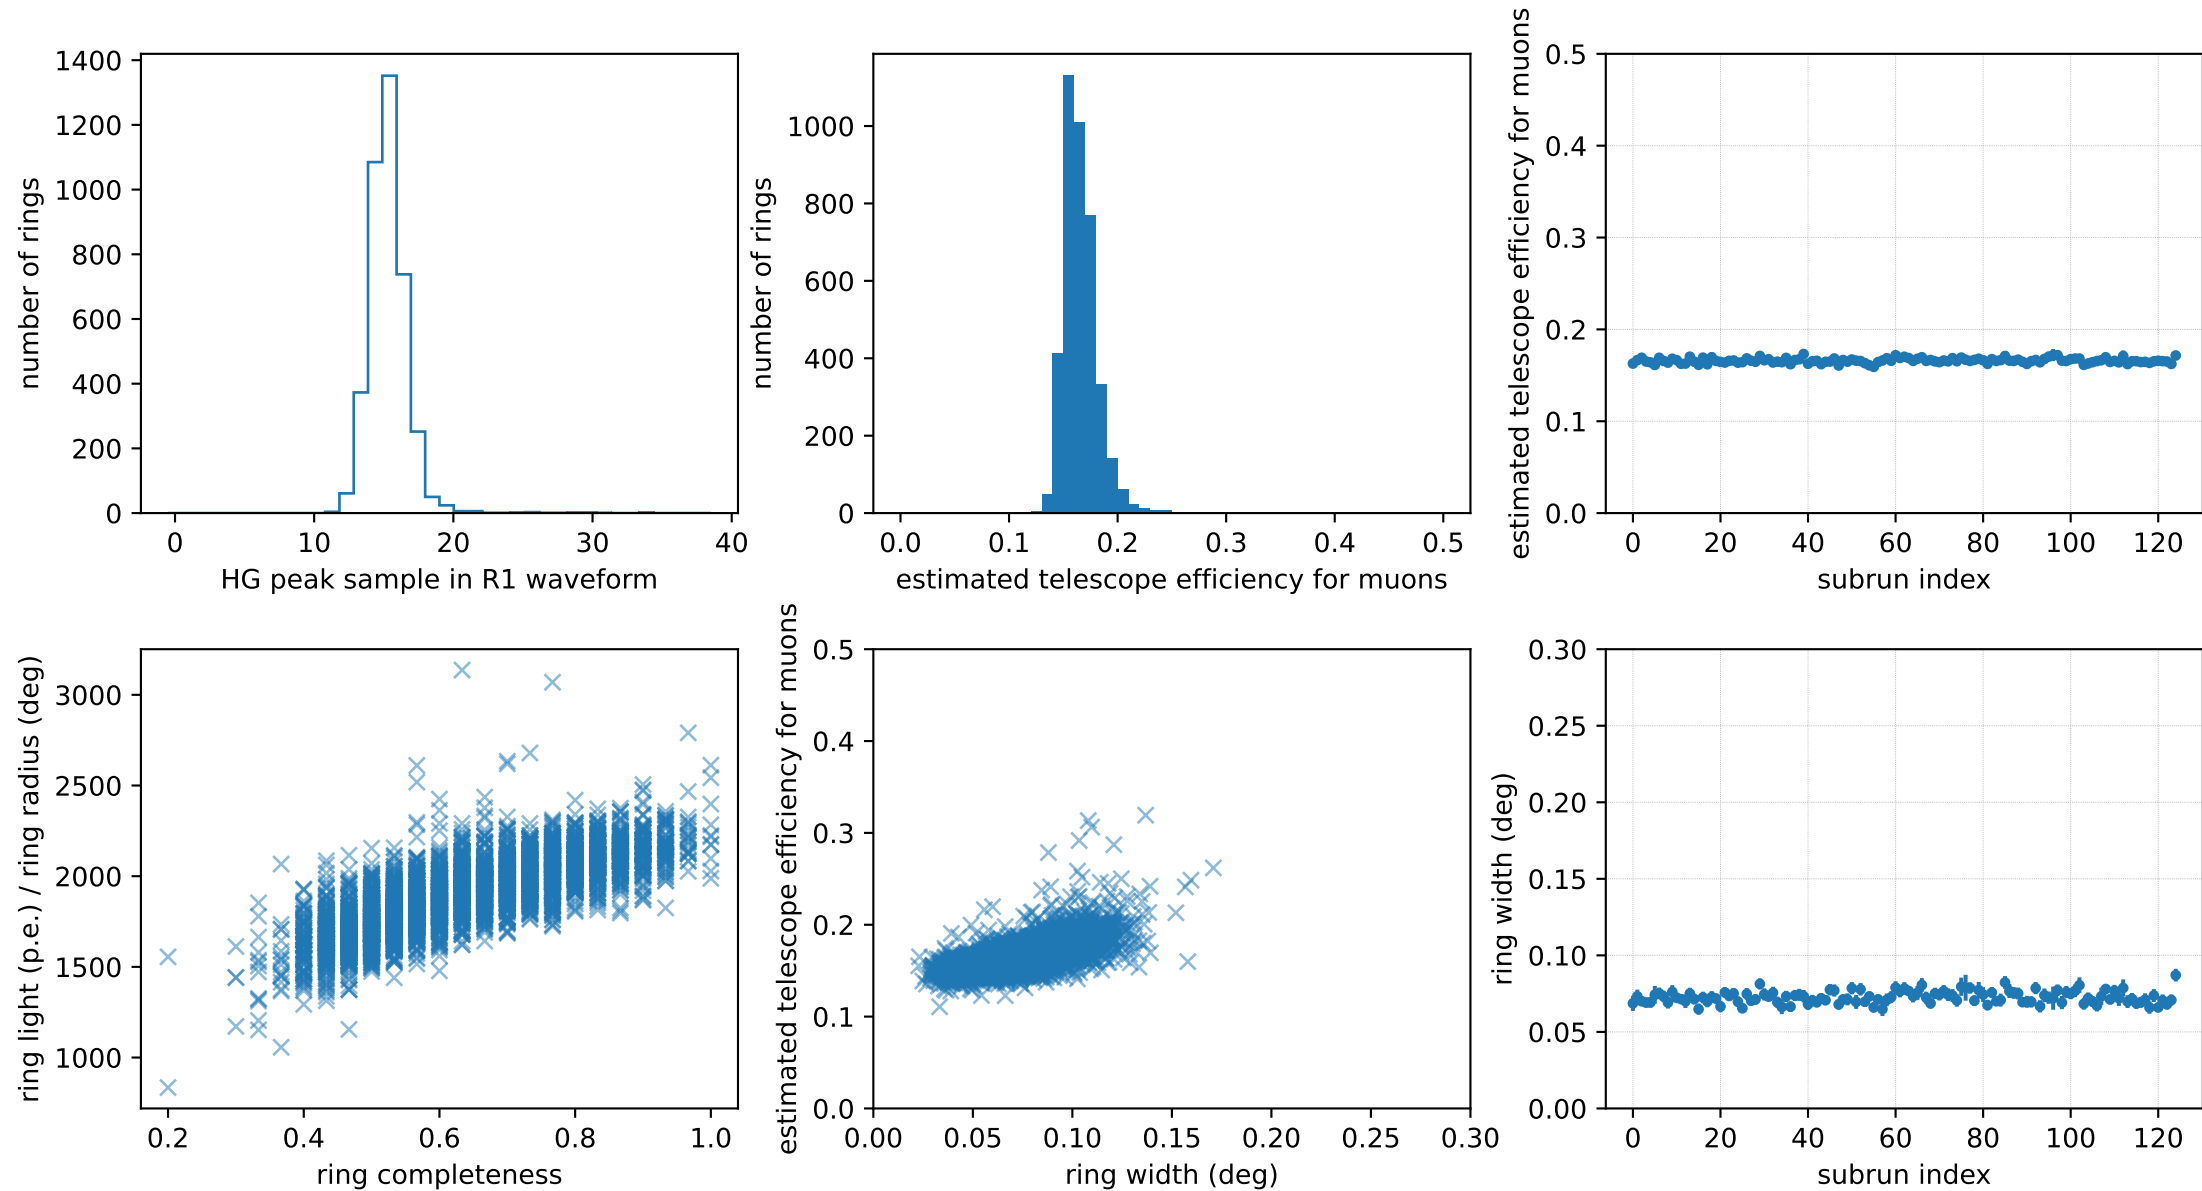 number of rings
1400
1200
1000
800
600
400
200
0
0 10 20 30 40
HG peak sample in R1 waveform
number of rings
1000
800
600
400
200
0
0.0 0.1 0.2 0.3 0.4 0.5
estimated telescope efficiency for muons
estimated telescope efficiency for muons
0.5
0.4
0.3
0.2
0.1
0.0
0 20 40 60 80 100 120
subrun index
ring light (p.e.) / ring radius (deg)
3000
2500
2000
1500
1000
0.2 0.4 0.6 0.8 1.0
ring completeness
estimated telescope efficiency for muons
0.5
0.4
0.3
0.2
0.1
0.0
0.00 0.05 0.10 0.15 0.20 0.25 0.30
ring width (deg)
ring width (deg)
0.30
0.25
0.20
0.15
0.10
0.05
0.00
0 20 40 60 80 100 120
subrun index